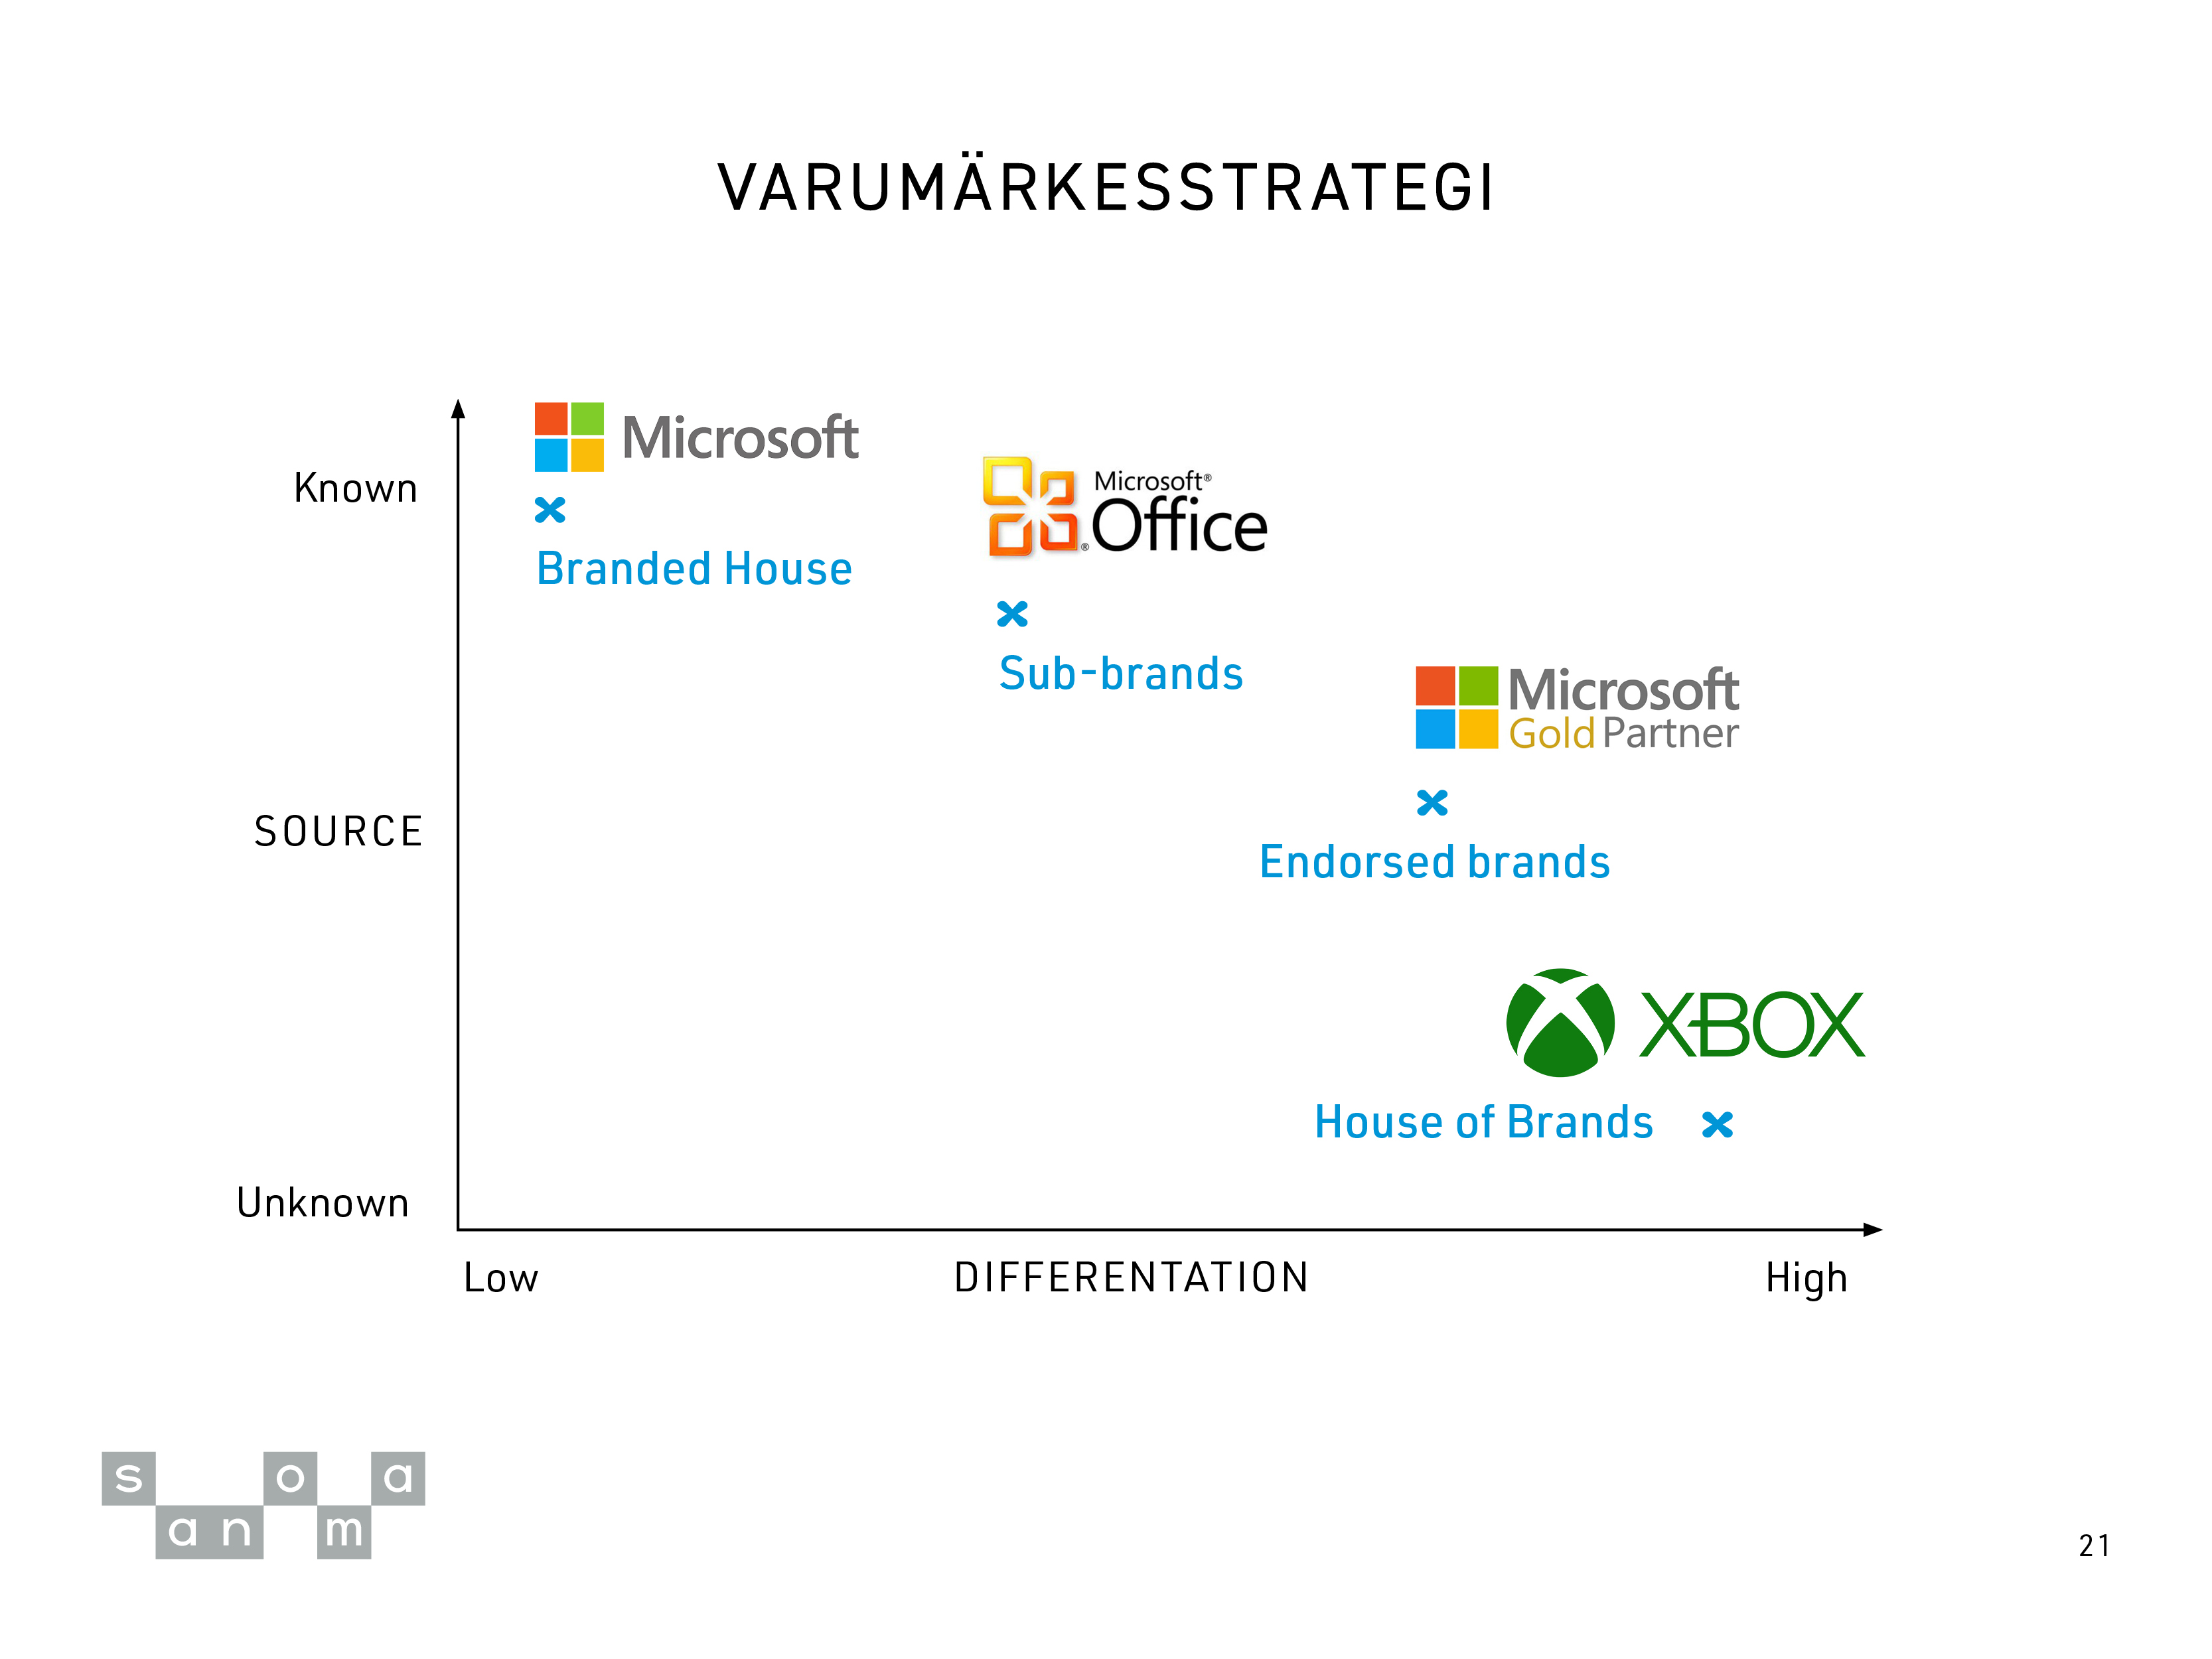 VARUMÄRKESSTRATEGI
Microsoft
Known
Branded House
Microsoft®
Office
®
Sub-brands
Microsoft
Gold Partner
SOURCE
Endorsed brands
XBOX
House of Brands
Unknown
Low
DIFFERENTATION
High
sanoma
21